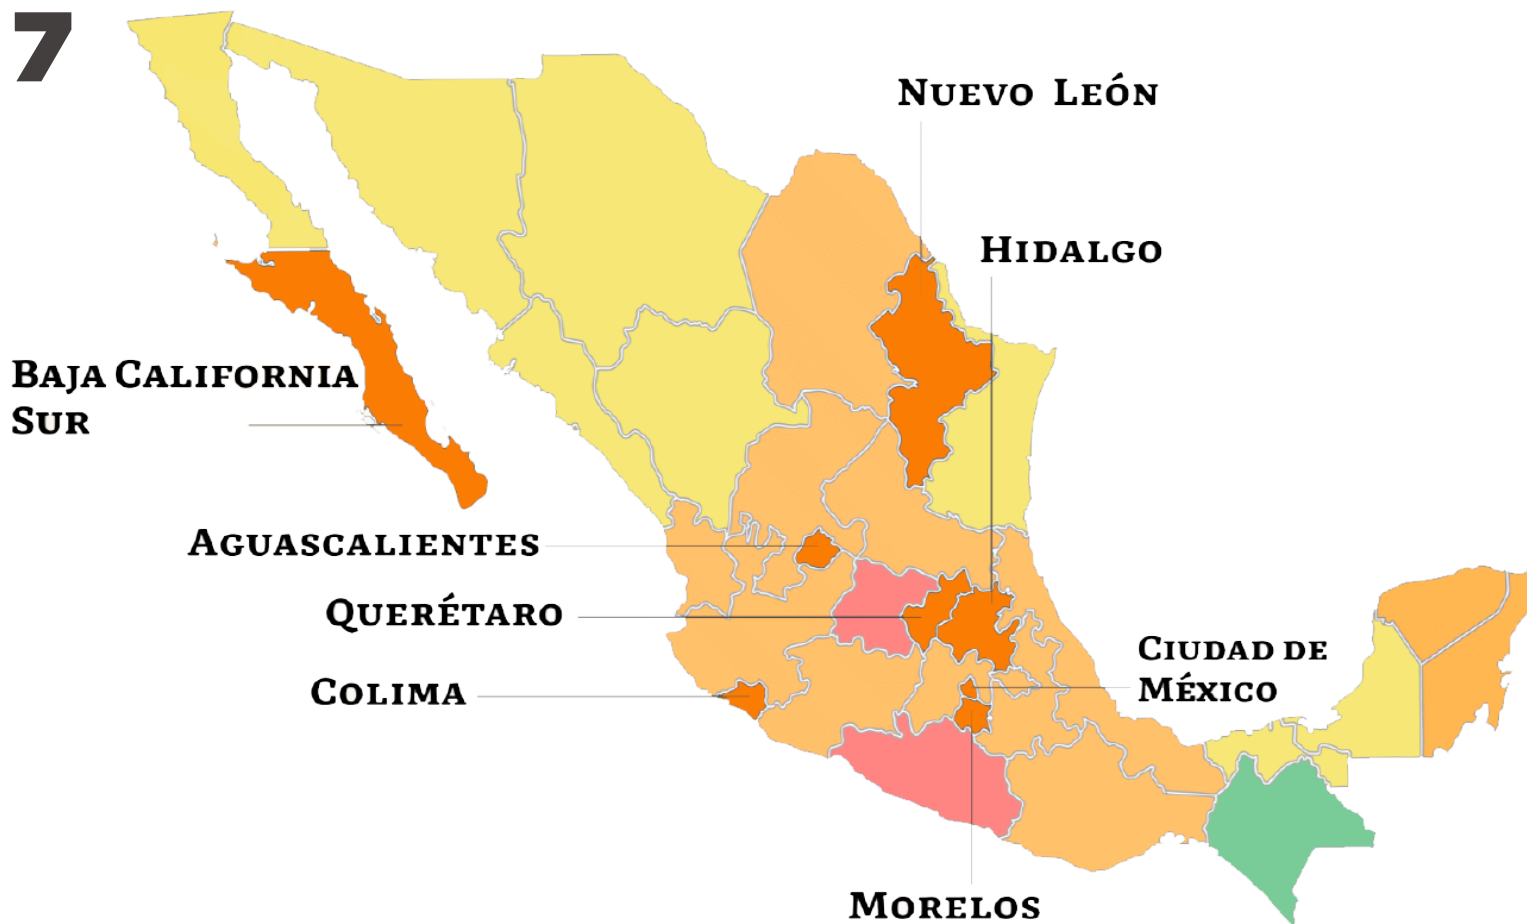 7
Nuevo León
Hidalgo
Baja California
Sur
Aguascalientes
Querétaro
Ciudad de
México
Colima
Morelos